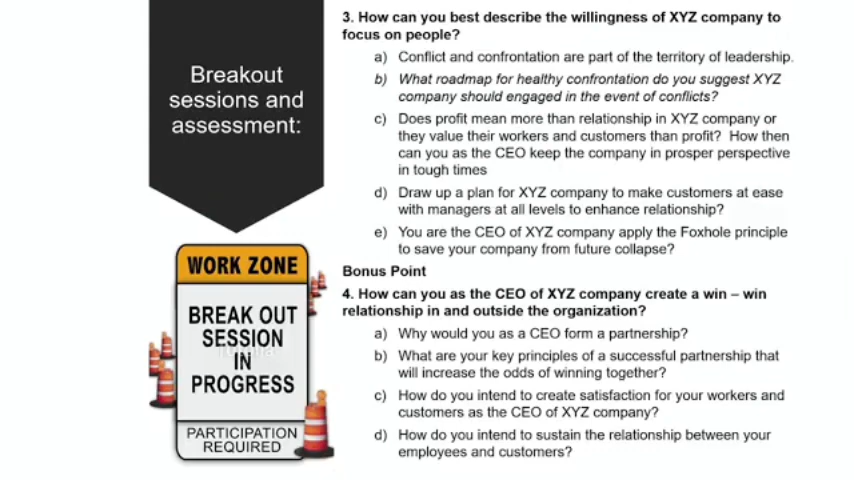 Breakout
sessions and
assessment:
WORK ZONE
BREAK OUT
SESSION
IN
PROGRESS
PARTICIPATION
REQUIRED
3. How can you best describe the willingness of XYZ company to
focus on people?
a) Conflict and confrontation are part of the territory of leadership.
b) What roadmap for healthy confrontation do you suggest XYZ
company should engaged in the event of conflicts?
c) Does profit mean more than relationship in XYZ company or
they value their workers and customers than profit? How then
can you as the CEO keep the company in prosper perspective
in tough times
d) Draw up a plan for XYZ company to make customers at ease
with managers at all levels to enhance relationship?
e) You are the CEO of XYZ company apply the Foxhole principle
to save your company from future collapse?
Bonus Point
4. How can you as the CEO of XYZ company create a win – win
relationship in and outside the organization?
a) Why would you as a CEO form a partnership?
b) What are your key principles of a successful partnership that
will increase the odds of winning together?
c) How do you intend to create satisfaction for your workers and
customers as the CEO of XYZ company?
d) How do you intend to sustain the relationship between your
employees and customers?